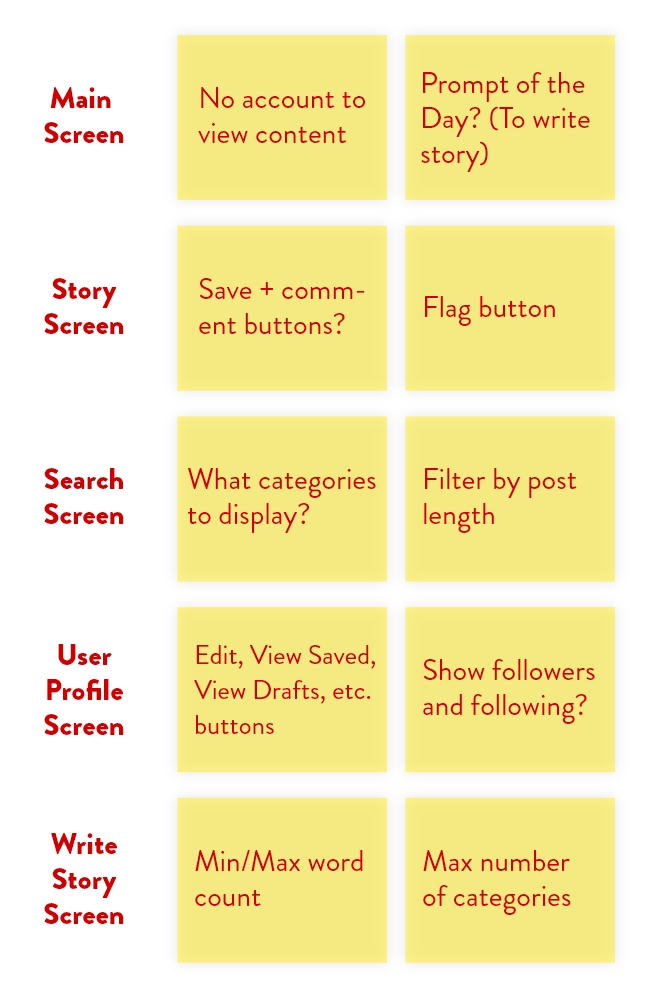 Main
Screen
No account to
view content
Prompt of the
Day? (To write
story)
Story
Screen
Save + comm-
ent buttons?
Flag button
Search
Screen
What categories
to display?
Filter by post
length
User
Profile
Screen
Edit, View Saved,
View Drafts, etc.
buttons
Show followers
and following?
Write
Story
Screen
Min/Max word
count
Max number
of categories